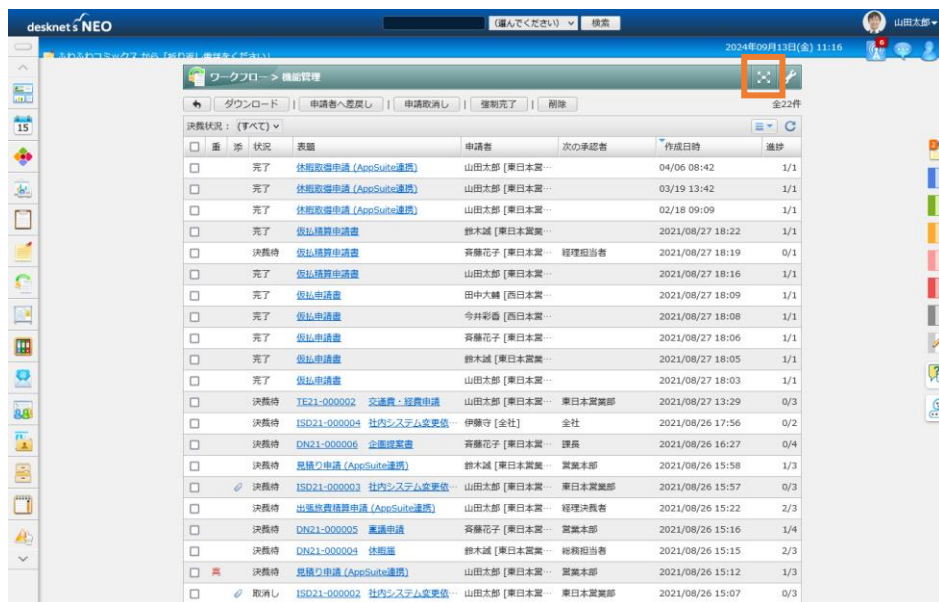 desknet's NEO
(選んでください) 検索
山田太郎
2024年09月13日(金) 11:16
6
ワークフロー > 機能管理
ダウンロード | 申請者へ差戻し | 申請取消し | 強制完了 | 削除
全22件
決裁状況： (すべて)
重 添 状況 表題 申請者 次の承認者 作成日時 進捗
完了 休暇取得申請 (AppSuite連携) 山田太郎 [東日本営… 04/06 08:42 1/1
完了 休暇取得申請 (AppSuite連携) 山田太郎 [東日本営… 03/19 13:42 1/1
完了 休暇取得申請 (AppSuite連携) 山田太郎 [東日本営… 02/18 09:09 1/1
完了 仮払精算申請書 鈴木誠 [東日本営業… 2021/08/27 18:22 1/1
決裁待 仮払精算申請書 斉藤花子 [東日本営… 経理担当者 2021/08/27 18:19 0/1
完了 仮払精算申請書 山田太郎 [東日本営… 2021/08/27 18:16 1/1
完了 仮払申請書 田中大輔 [西日本営… 2021/08/27 18:09 1/1
完了 仮払申請書 今井彩香 [西日本営… 2021/08/27 18:08 1/1
完了 仮払申請書 斉藤花子 [東日本営… 2021/08/27 18:06 1/1
完了 仮払申請書 鈴木誠 [東日本営業… 2021/08/27 18:05 1/1
完了 仮払申請書 山田太郎 [東日本営… 2021/08/27 18:03 1/1
決裁待 TE21-000002 交通費・経費申請 山田太郎 [東日本営… 東日本営業部 2021/08/27 13:29 0/3
決裁待 ISD21-000004 社内システム変更依… 伊藤守 [全社] 全社 2021/08/26 17:56 0/2
決裁待 DN21-000006 企画提案書 斉藤花子 [東日本営… 課長 2021/08/26 16:27 0/4
決裁待 見積り申請 (AppSuite連携) 鈴木誠 [東日本営業… 営業本部 2021/08/26 15:58 1/3
決裁待 ISD21-000003 社内システム変更依… 山田太郎 [東日本営… 東日本営業部 2021/08/26 15:57 0/3
決裁待 出張旅費精算申請 (AppSuite連携) 山田太郎 [東日本営… 経理決裁者 2021/08/26 15:22 2/3
決裁待 DN21-000005 稟議申請 斉藤花子 [東日本営… 営業本部 2021/08/26 15:16 1/4
決裁待 DN21-000004 休暇届 鈴木誠 [東日本営業… 総務担当者 2021/08/26 15:15 2/3
高 決裁待 見積り申請 (AppSuite連携) 山田太郎 [東日本営… 営業本部 2021/08/26 15:12 1/3
取消し ISD21-000002 社内システム変更依… 山田太郎 [東日本営… 東日本営業部 2021/08/26 15:07 0/3
15